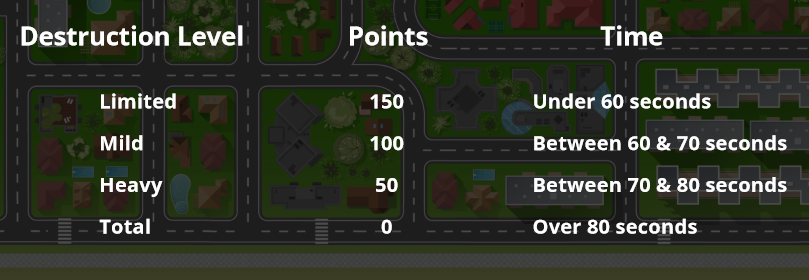 Destruction Level Points Time
Limited 150 Under 60 seconds
Mild 100 Between 60 & 70 seconds
Heavy 50 Between 70 & 80 seconds
Total 0 Over 80 seconds